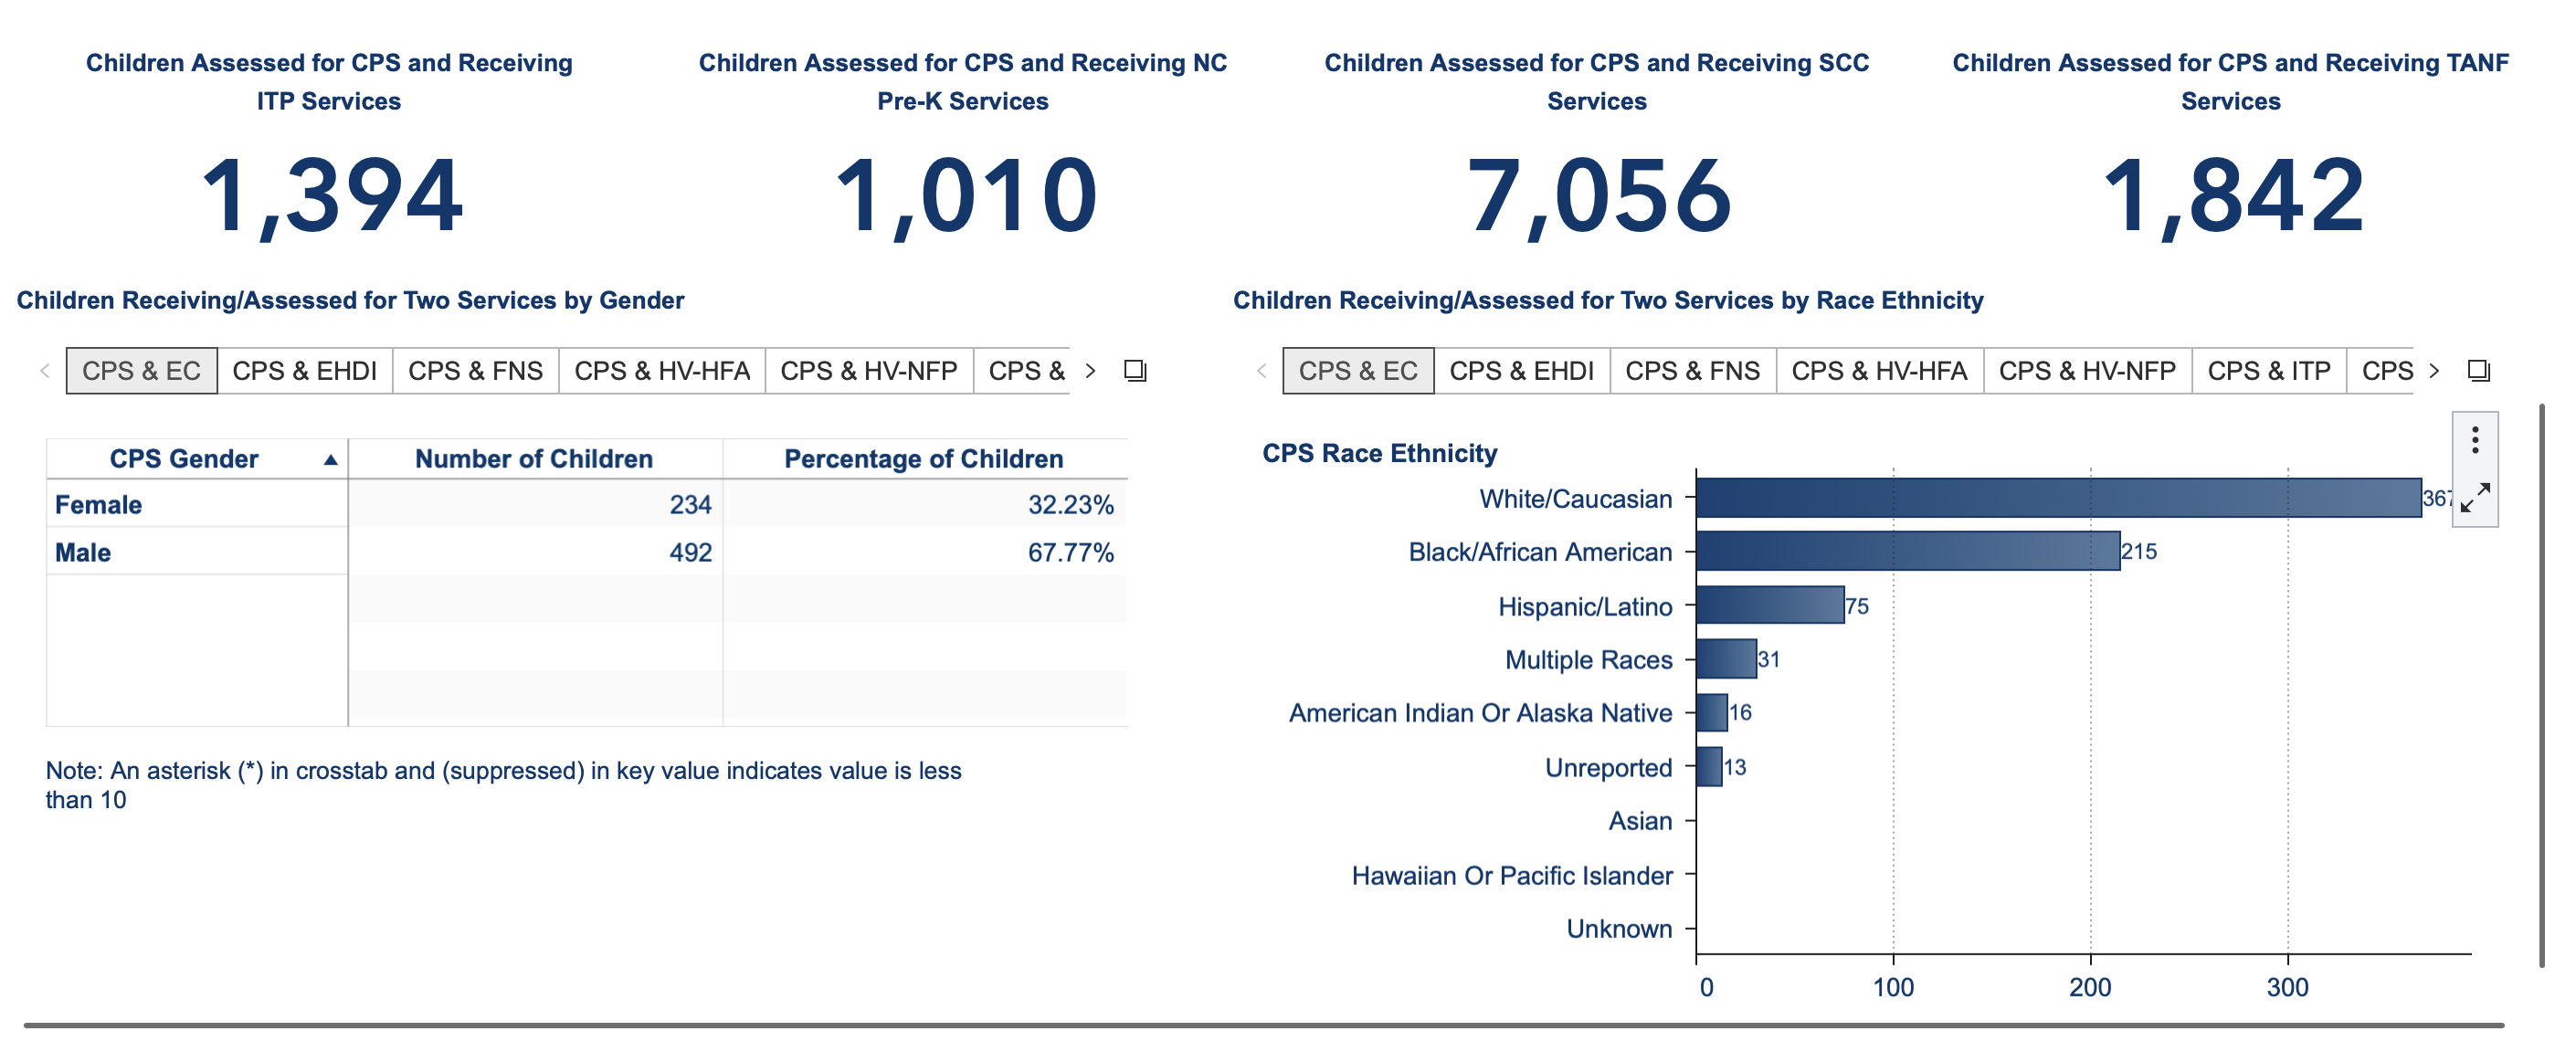 Children Assessed for CPS and Receiving
ITP Services
1,394
Children Assessed for CPS and Receiving NC
Pre-K Services
1,010
Children Assessed for CPS and Receiving SCC
Services
7,056
Children Assessed for CPS and Receiving TANF
Services
1,842
Children Receiving/Assessed for Two Services by Gender
CPS & EC CPS & EHDI CPS & FNS CPS & HV-HFA CPS & HV-NFP CPS &
CPS Gender ▲ Number of Children Percentage of Children
Female 234 32.23%
Male 492 67.77%
Note: An asterisk (*) in crosstab and (suppressed) in key value indicates value is less
than 10
Children Receiving/Assessed for Two Services by Race Ethnicity
CPS & EC CPS & EHDI CPS & FNS CPS & HV-HFA CPS & HV-NFP CPS & ITP CPS
CPS Race Ethnicity
White/Caucasian 367
Black/African American 215
Hispanic/Latino 75
Multiple Races 31
American Indian Or Alaska Native 16
Unreported 13
Asian
Hawaiian Or Pacific Islander
Unknown
0 100 200 300